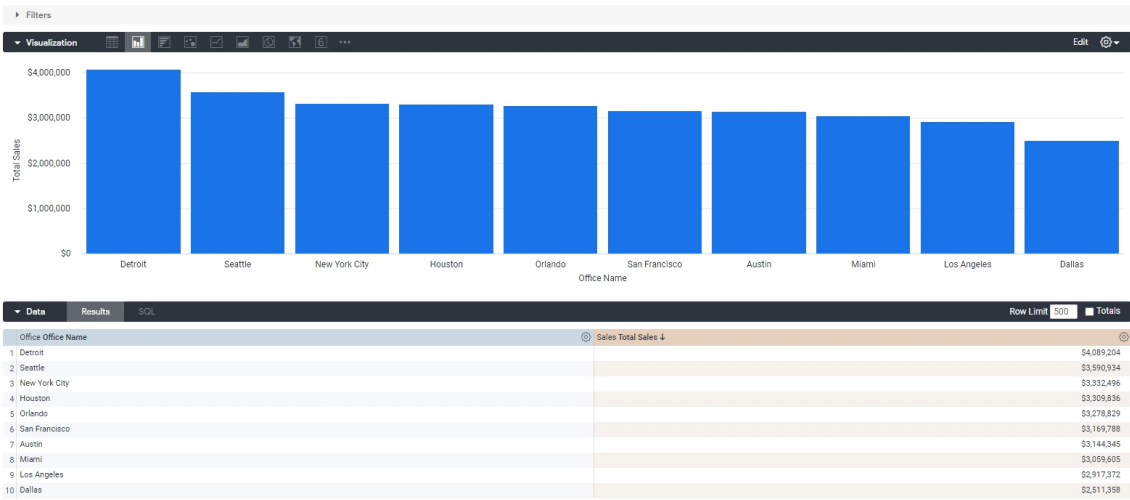 Filters
Visualization 6 ... Edit
$4,000,000
$3,000,000
$2,000,000
$1,000,000
$0
Total Sales
Detroit Seattle New York City Houston Orlando San Francisco Austin Miami Los Angeles Dallas
Office Name
Data Results SQL Row Limit 500 Totals
Office Office Name Sales Total Sales ↓
1 Detroit $4,089,204
2 Seattle $3,590,934
3 New York City $3,332,496
4 Houston $3,309,836
5 Orlando $3,278,829
6 San Francisco $3,169,788
7 Austin $3,144,345
8 Miami $3,059,605
9 Los Angeles $2,917,372
10 Dallas $2,511,358